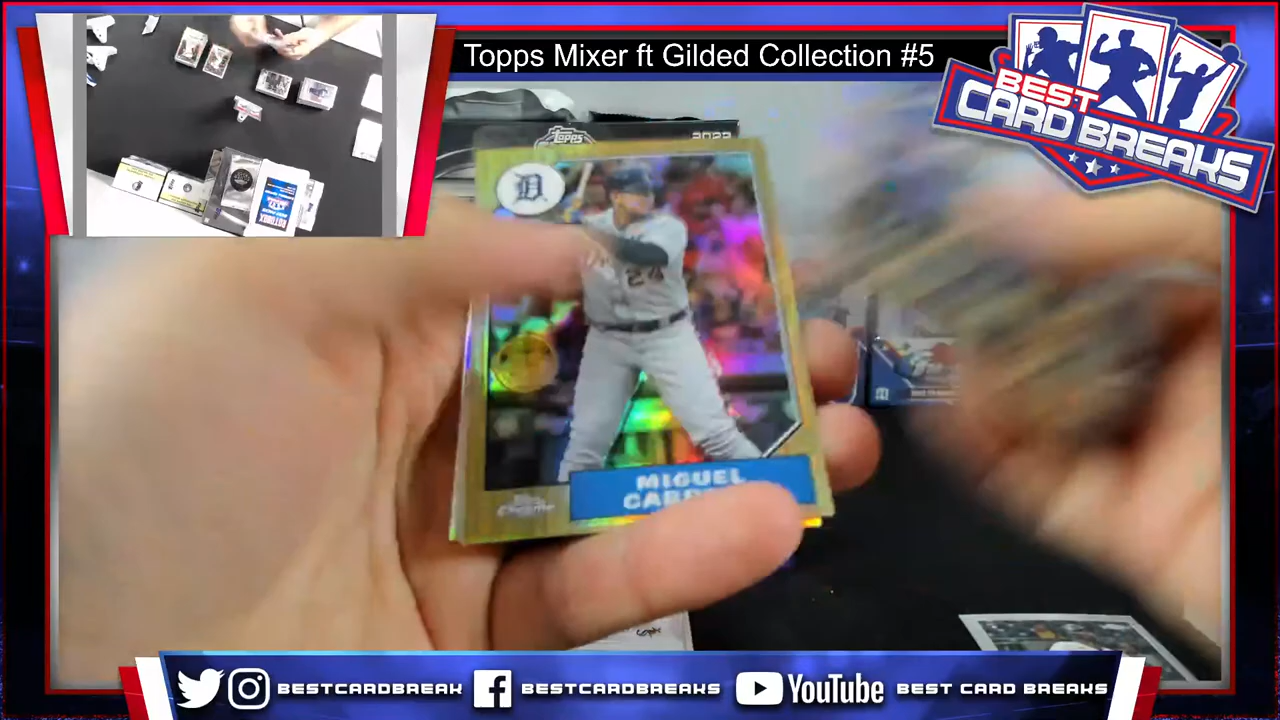 Topps Mixer ft Gilded Collection #5
BEST
CARD BREAKS
Topps
2022
D
24
MIGUEL
Chrome
BESTCARDBREAK
BESTCARDBREAKS
YouTube
BEST CARD BREAKS